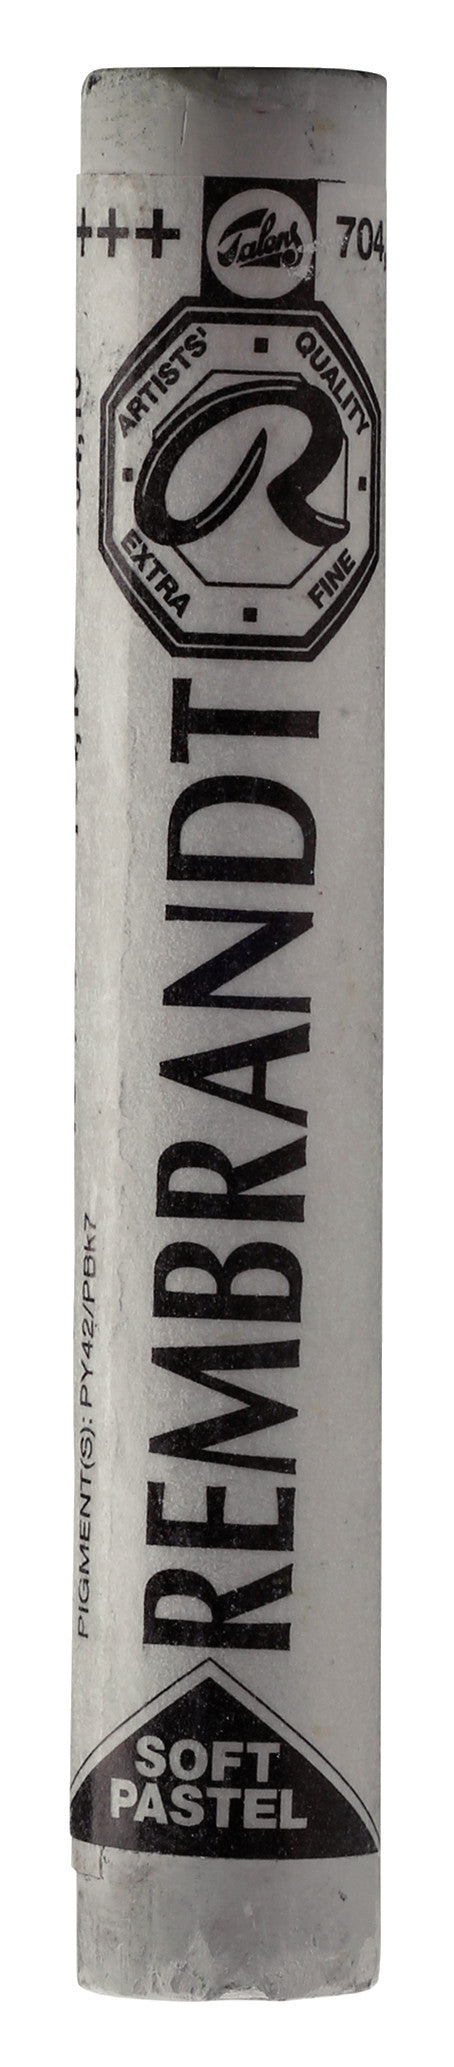 +++
Talens
704,
ARTISTS' QUALITY
EXTRA FINE
R
REMBRANDT
PIGMENT(S): PY42/PBk7
SOFT
PASTEL